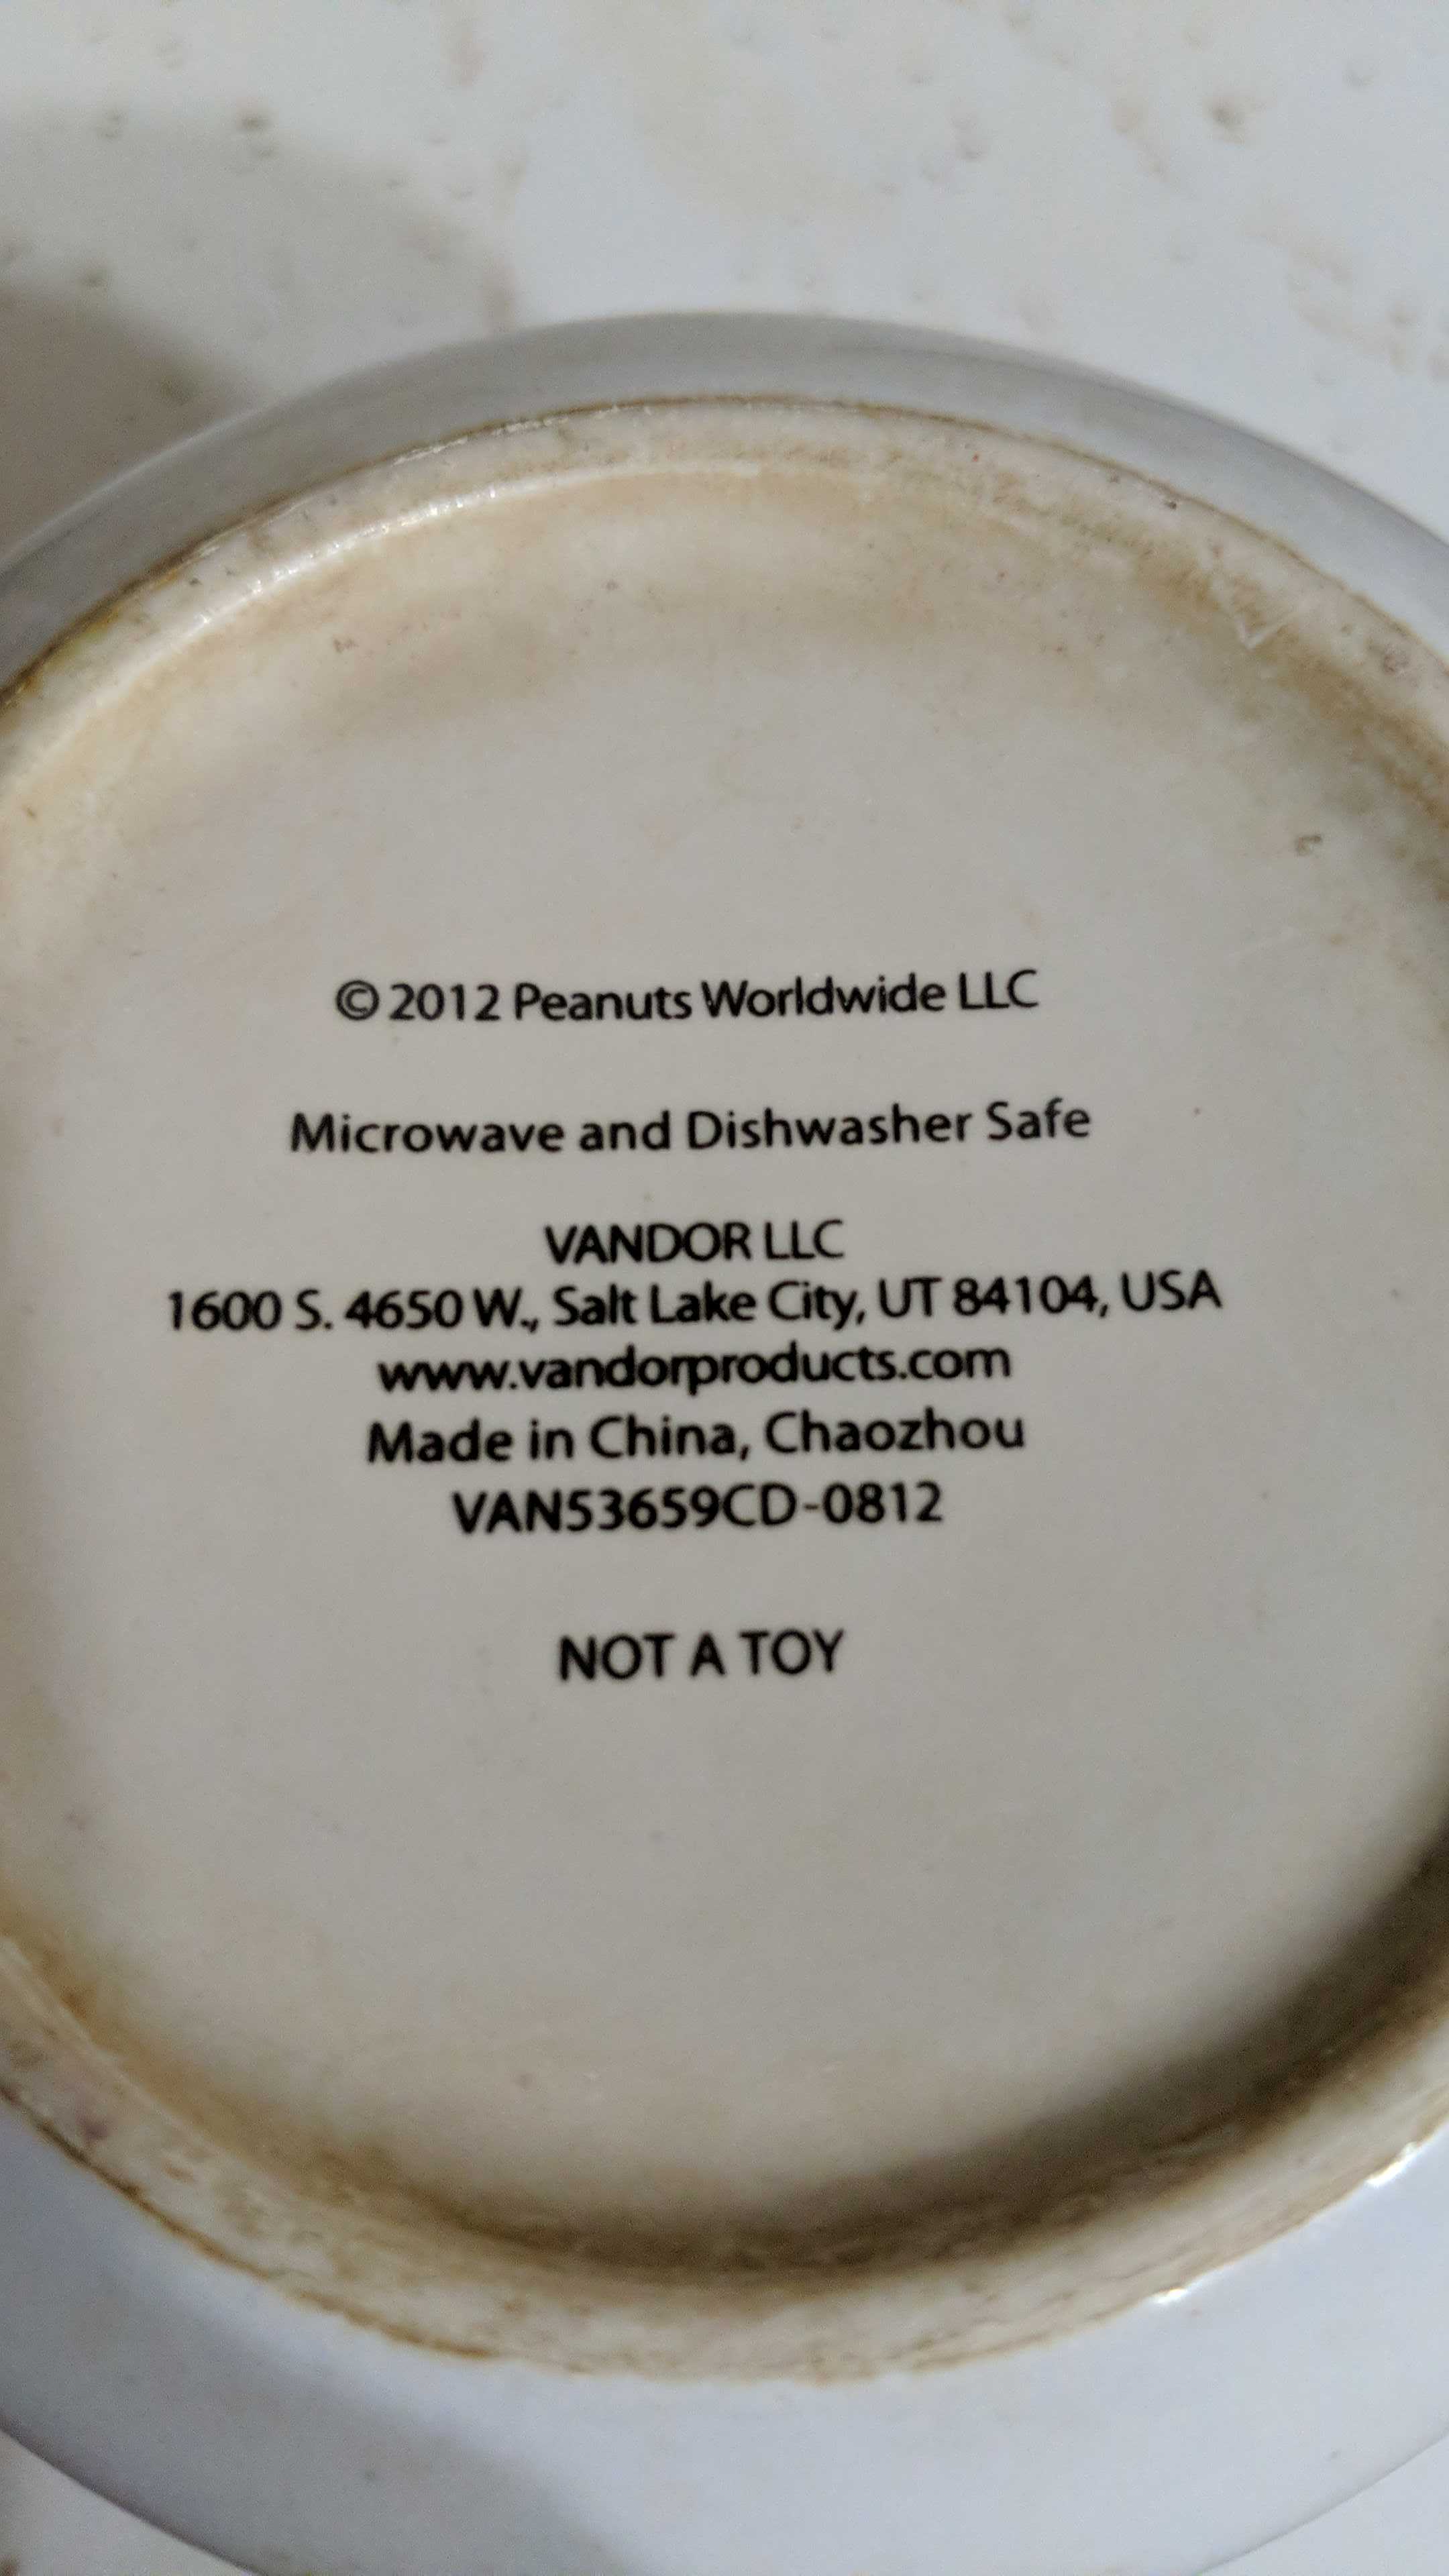 © 2012 Peanuts Worldwide LLC
Microwave and Dishwasher Safe
VANDOR LLC
1600 S. 4650 W., Salt Lake City, UT 84104, USA
www.vandorproducts.com
Made in China, Chaozhou
VAN53659CD-0812
NOT A TOY